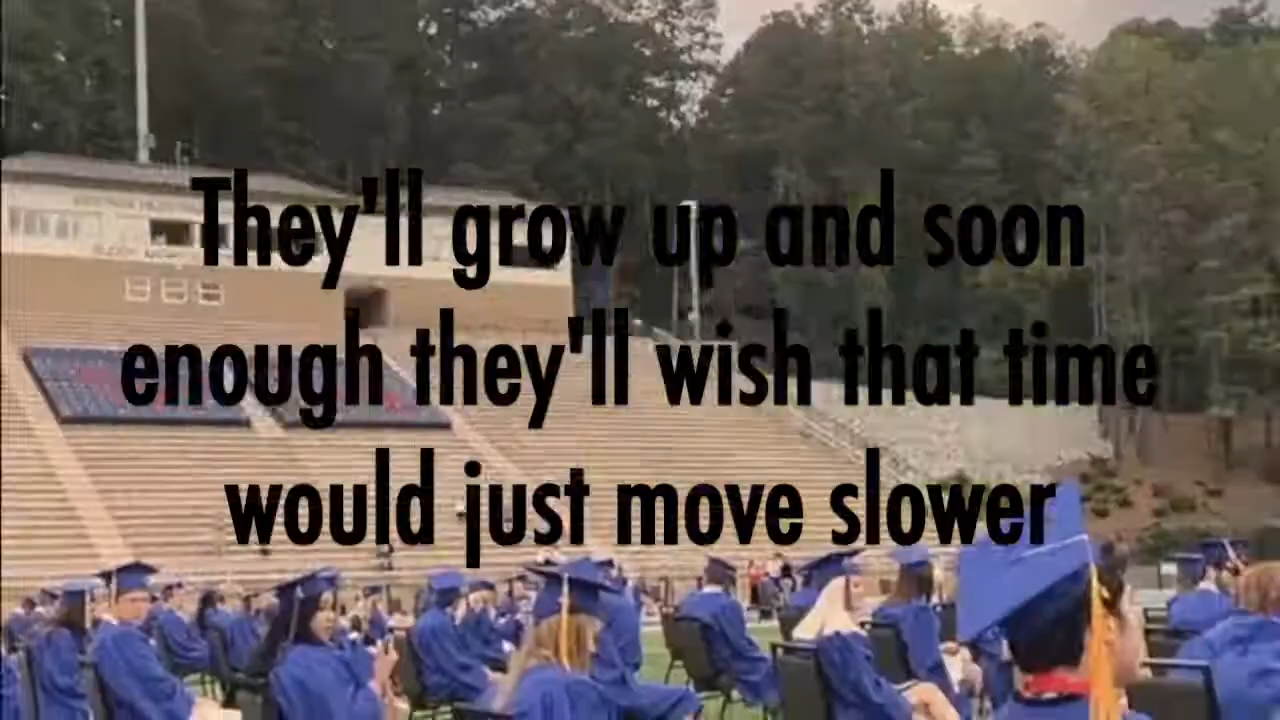 They'll grow up and soon
enough they'll wish that time
would just move slower